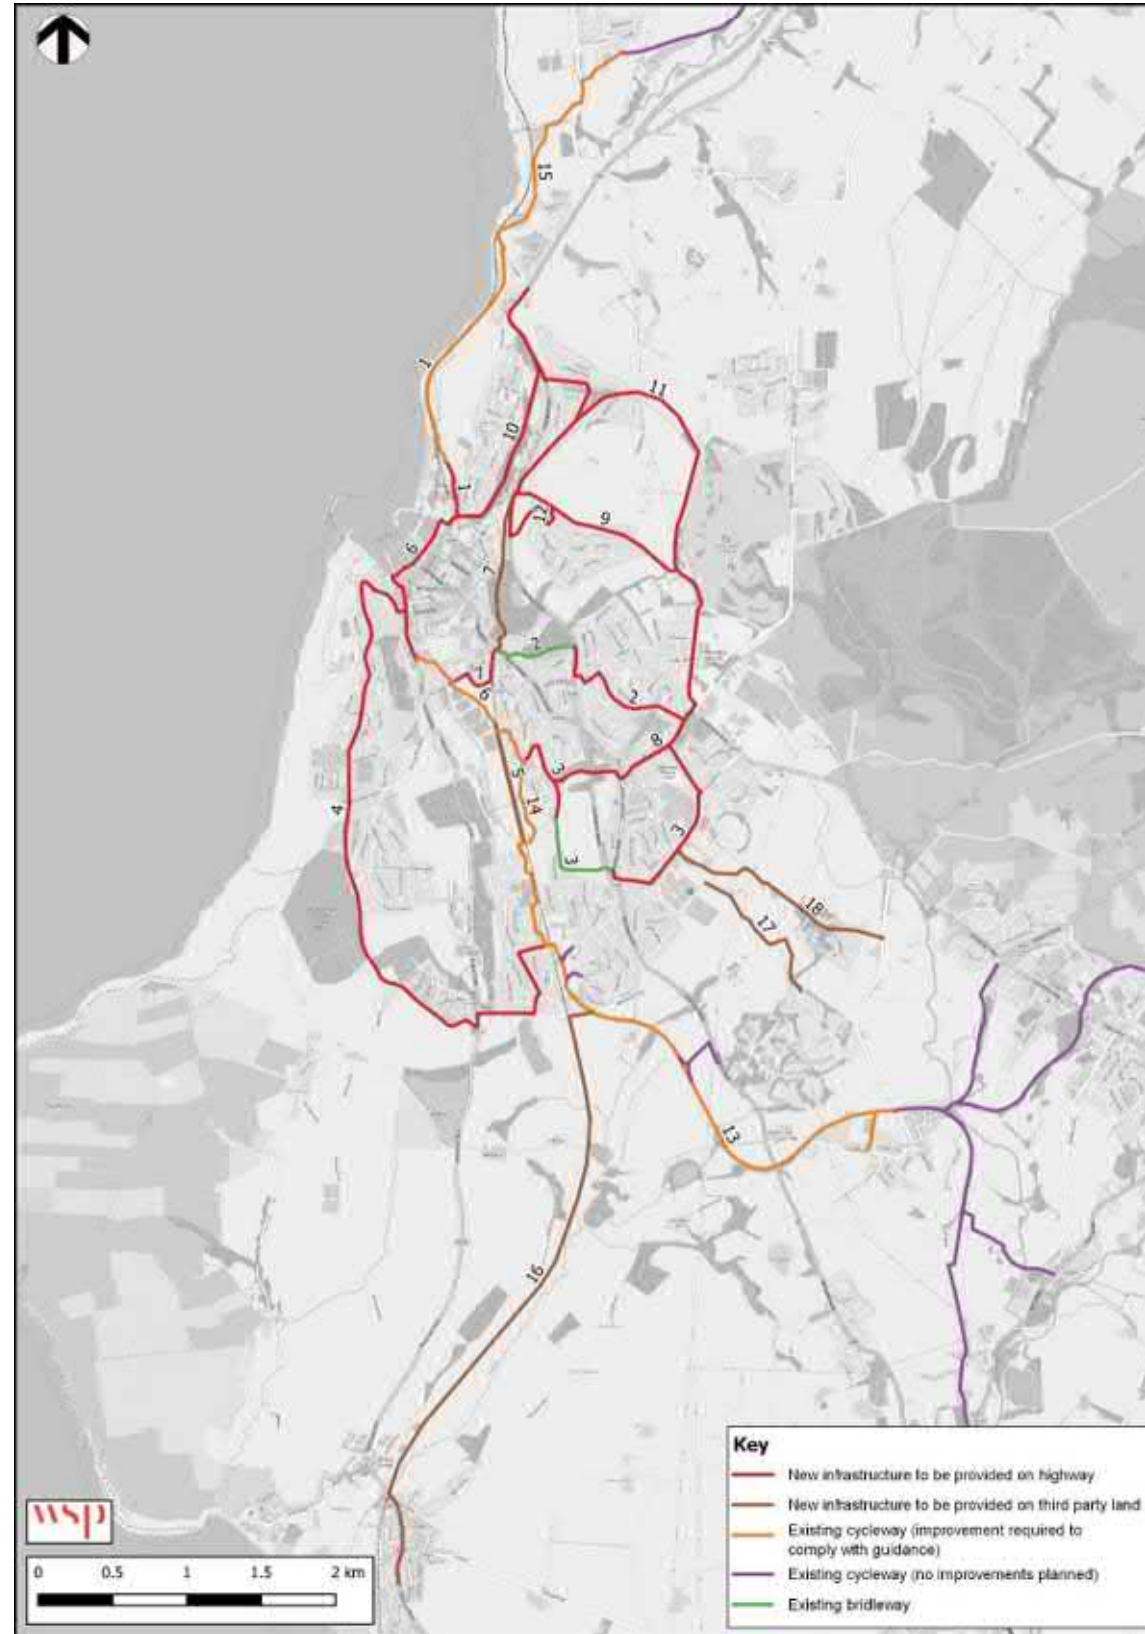 15
1
11
10
1
12
9
6
7
2
7
6
2
8
3
5
14
4
3
3
18
17
13
16
Key
New infrastructure to be provided on highway
New infrastructure to be provided on third party land
Existing cycleway (improvement required to
comply with guidance)
Existing cycleway (no improvements planned)
Existing bridleway
wsp
0 0.5 1 1.5 2 km